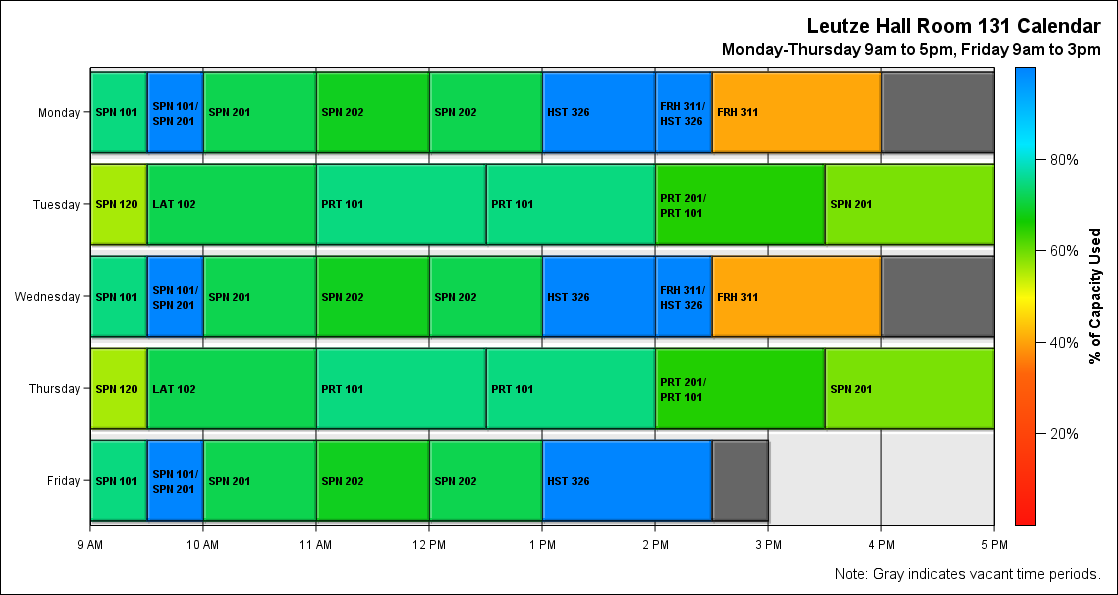 Leutze Hall Room 131 Calendar
Monday-Thursday 9am to 5pm, Friday 9am to 3pm
Monday
SPN 101
SPN 101/
SPN 201
SPN 201
SPN 202
SPN 202
HST 326
FRH 311/
HST 326
FRH 311
Tuesday
SPN 120
LAT 102
PRT 101
PRT 101
PRT 201/
PRT 101
SPN 201
Wednesday
SPN 101
SPN 101/
SPN 201
SPN 201
SPN 202
SPN 202
HST 326
FRH 311/
HST 326
FRH 311
Thursday
SPN 120
LAT 102
PRT 101
PRT 101
PRT 201/
PRT 101
SPN 201
Friday
SPN 101
SPN 101/
SPN 201
SPN 201
SPN 202
SPN 202
HST 326
9 AM
10 AM
11 AM
12 PM
1 PM
2 PM
3 PM
4 PM
5 PM
80%
60%
40%
20%
% of Capacity Used
Note: Gray indicates vacant time periods.